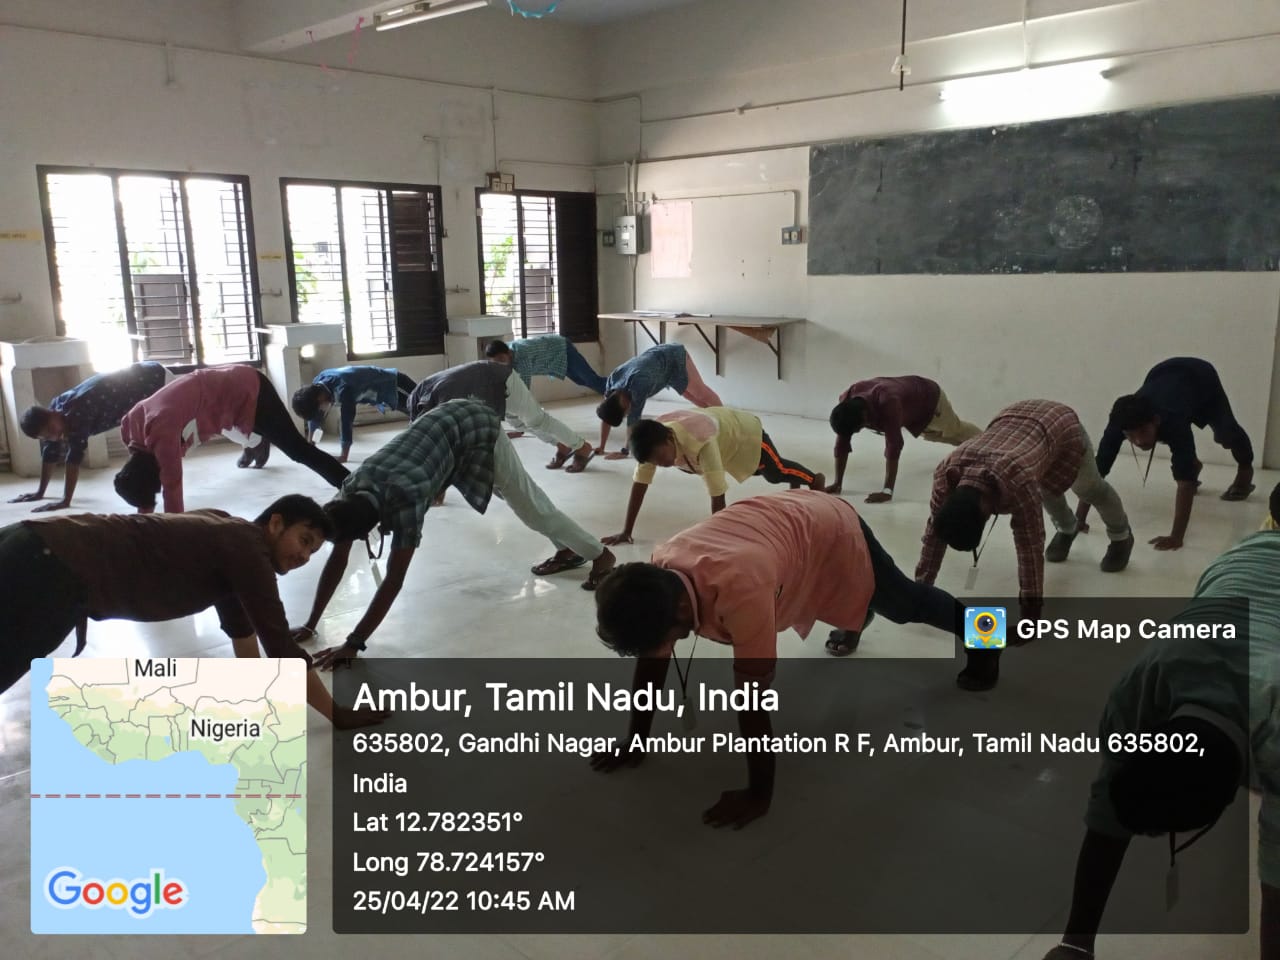 Mali
Nigeria
Google
GPS Map Camera
Ambur, Tamil Nadu, India
635802, Gandhi Nagar, Ambur Plantation R F, Ambur, Tamil Nadu 635802,
India
Lat 12.782351°
Long 78.724157°
25/04/22 10:45 AM